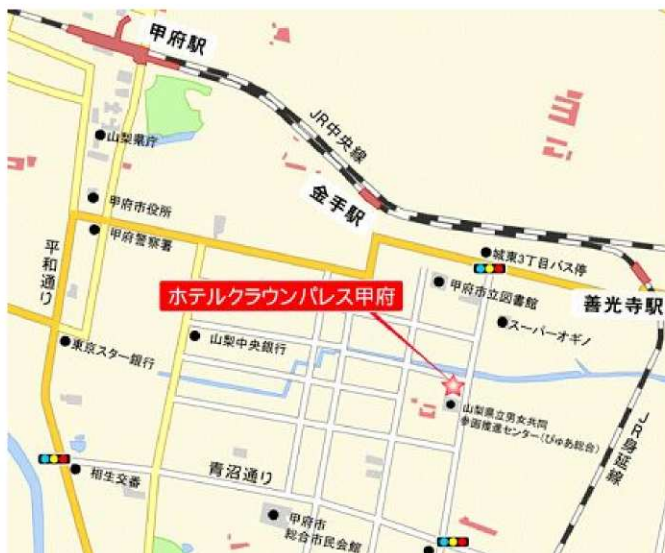 甲府駅
山梨県庁
JR中央線
金手駅
甲府市役所
甲府警察署
平和通り
城東3丁目バス停
甲府市立図書館
善光寺駅
ホテルクラウンパレス甲府
スーパーオギノ
山梨中央銀行
東京スター銀行
山梨県立男女共同
参画推進センター(ぴゅあ総合)
JR身延線
相生交番
青沼通り
甲府市
総合市民会館